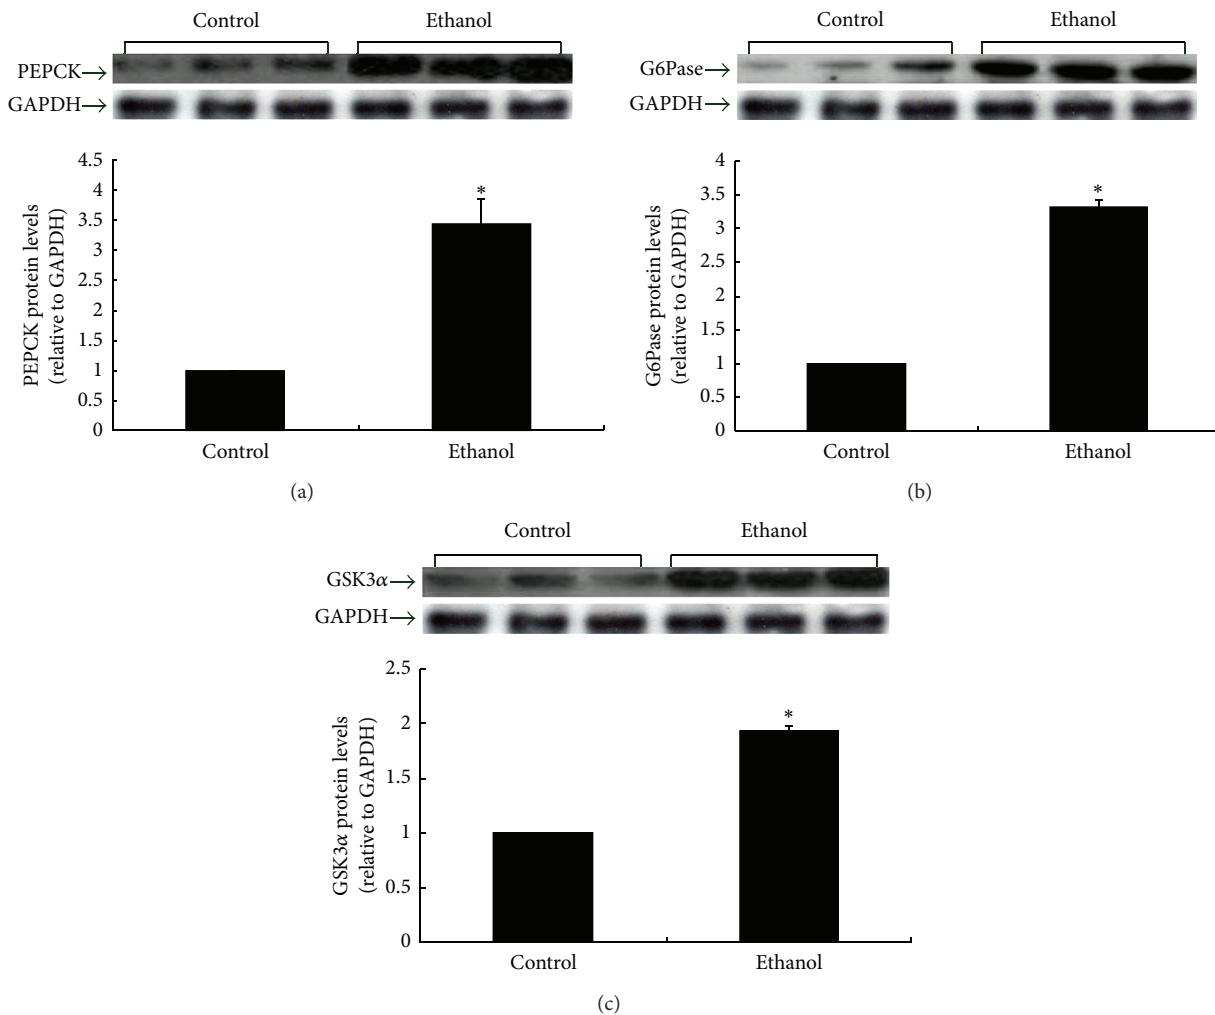 Control Ethanol
PEPCK
GAPDH
4.5
4
3.5
3
2.5
2
1.5
1
0.5
0
PEPCK protein levels
(relative to GAPDH)
*
Control Ethanol
(a)
Control Ethanol
G6Pase
GAPDH
4
3.5
3
2.5
2
1.5
1
0.5
0
G6Pase protein levels
(relative to GAPDH)
*
Control Ethanol
(b)
Control Ethanol
GSK3α
GAPDH
2.5
2
1.5
1
0.5
0
GSK3α protein levels
(relative to GAPDH)
*
Control Ethanol
(c)